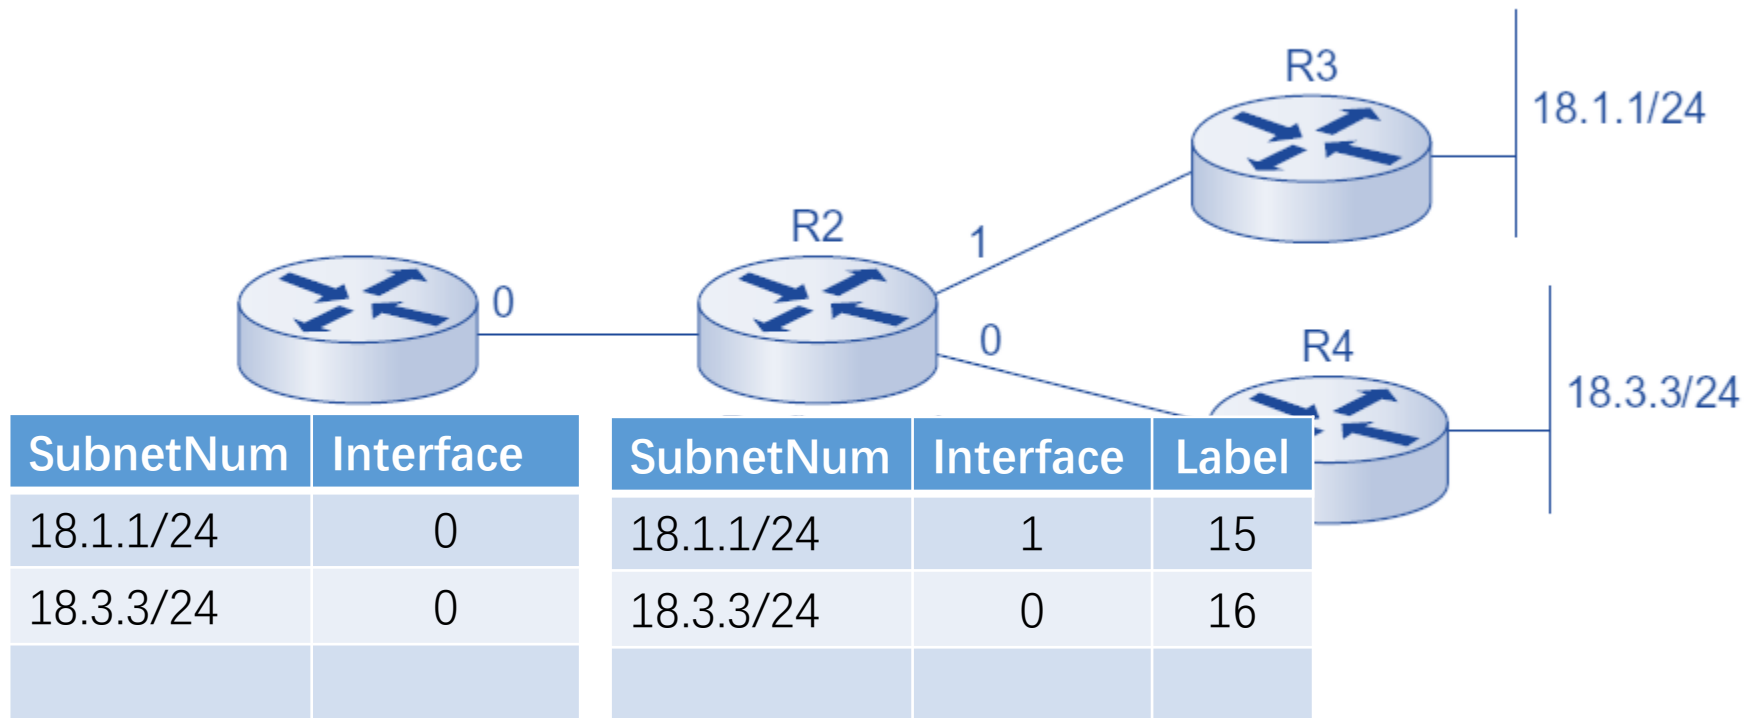 R3
18.1.1/24
R2
1
0
0
R4
18.3.3/24
SubnetNum Interface
18.1.1/24 0
18.3.3/24 0
SubnetNum Interface Label
18.1.1/24 1 15
18.3.3/24 0 16